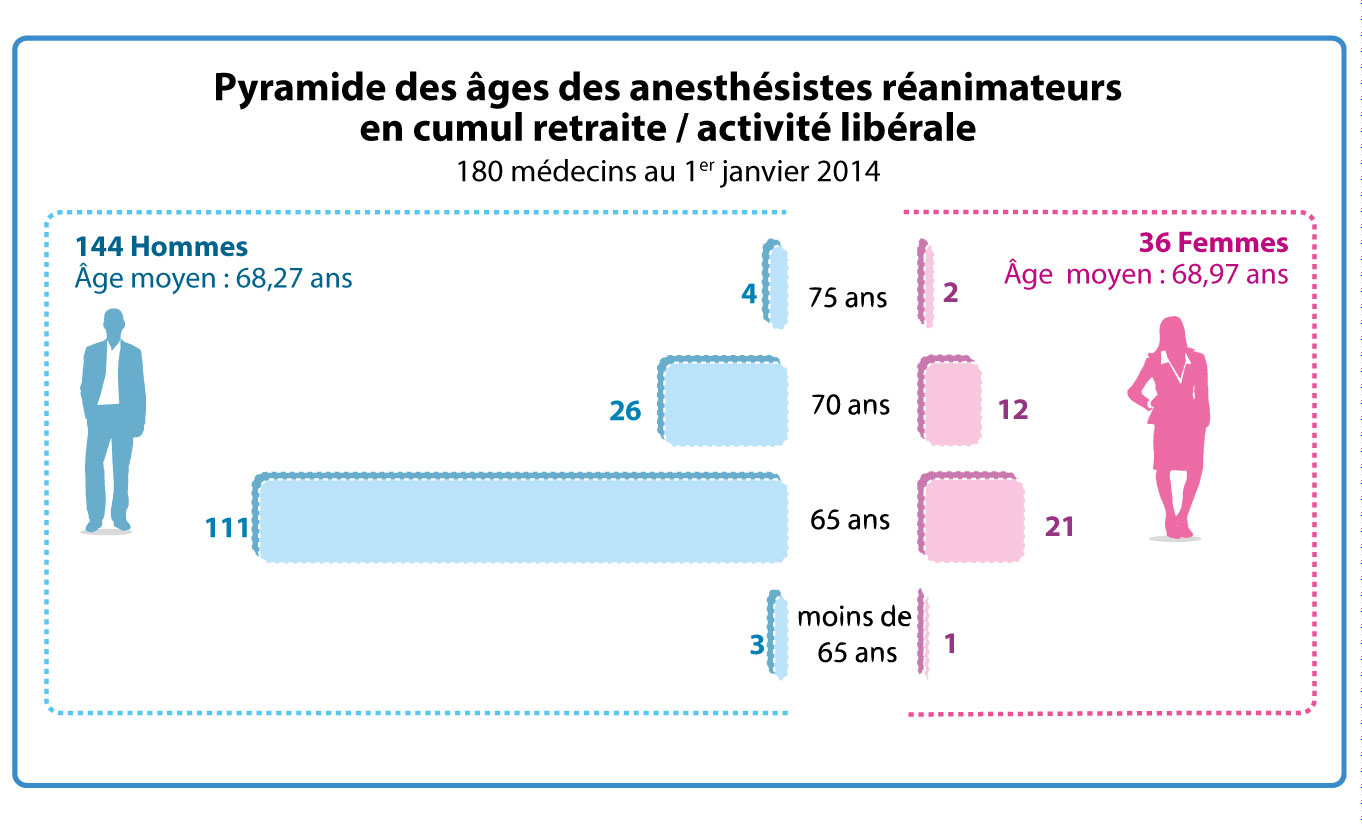 Pyramide des âges des anesthésistes réanimateurs
en cumul retraite / activité libérale
180 médecins au 1er janvier 2014
144 Hommes
Âge moyen : 68,27 ans
36 Femmes
Âge moyen : 68,97 ans
4 75 ans 2
26 70 ans 12
111 65 ans 21
3 moins de 1
65 ans